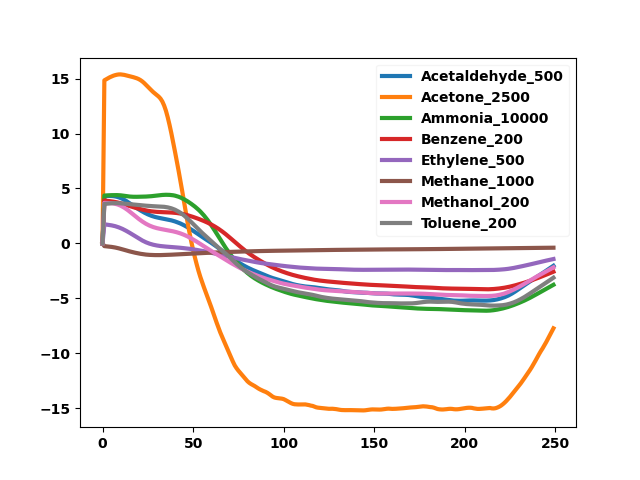 15
10
5
0
−5
−10
−15
0
50
100
150
200
250
Acetaldehyde_500
Acetone_2500
Ammonia_10000
Benzene_200
Ethylene_500
Methane_1000
Methanol_200
Toluene_200